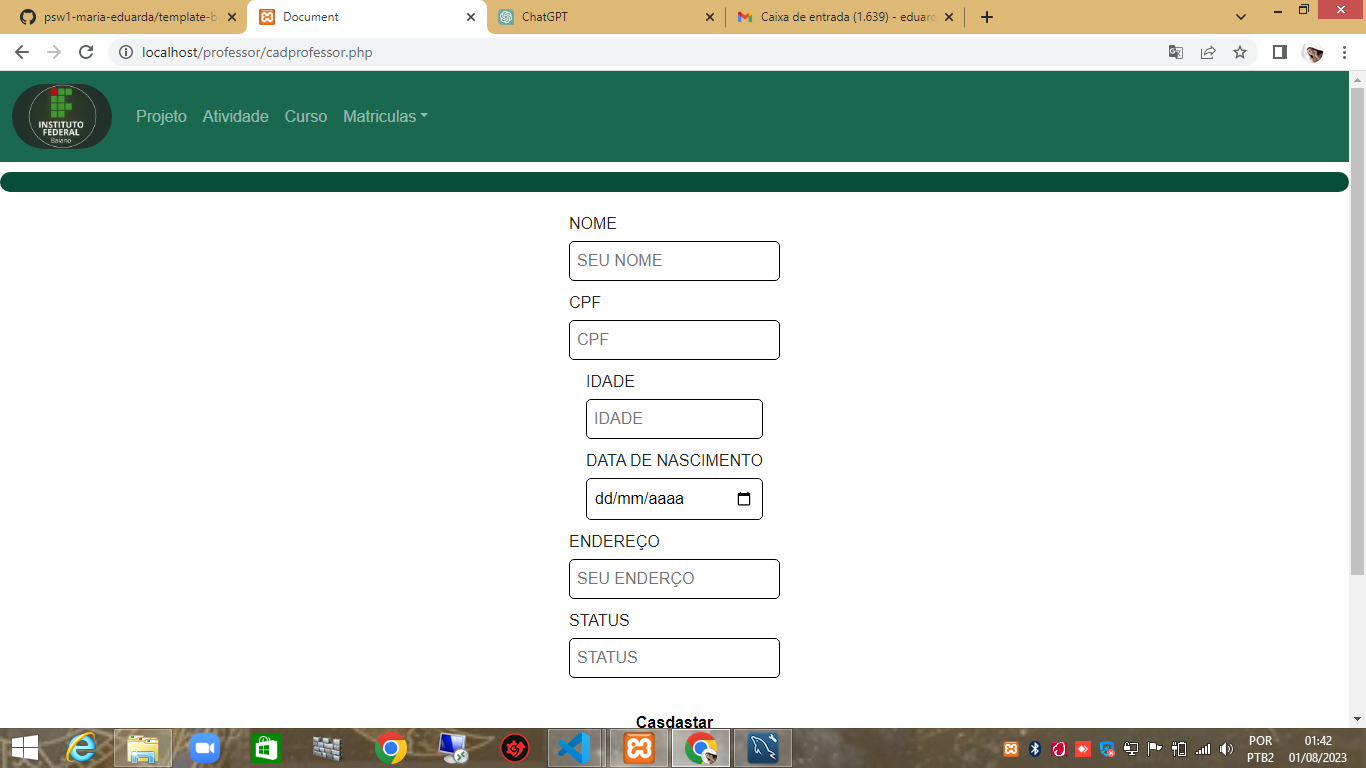 psw1-maria-eduarda/template-b
Document
ChatGPT
Caixa de entrada (1.639) - eduard
localhost/professor/cadprofessor.php
INSTITUTO
FEDERAL
Baiano
Projeto Atividade Curso Matriculas
NOME
SEU NOME
CPF
CPF
IDADE
IDADE
DATA DE NASCIMENTO
dd/mm/aaaa
ENDEREÇO
SEU ENDERÇO
STATUS
STATUS
Casdastar
POR 01:42
PTB2 01/08/2023